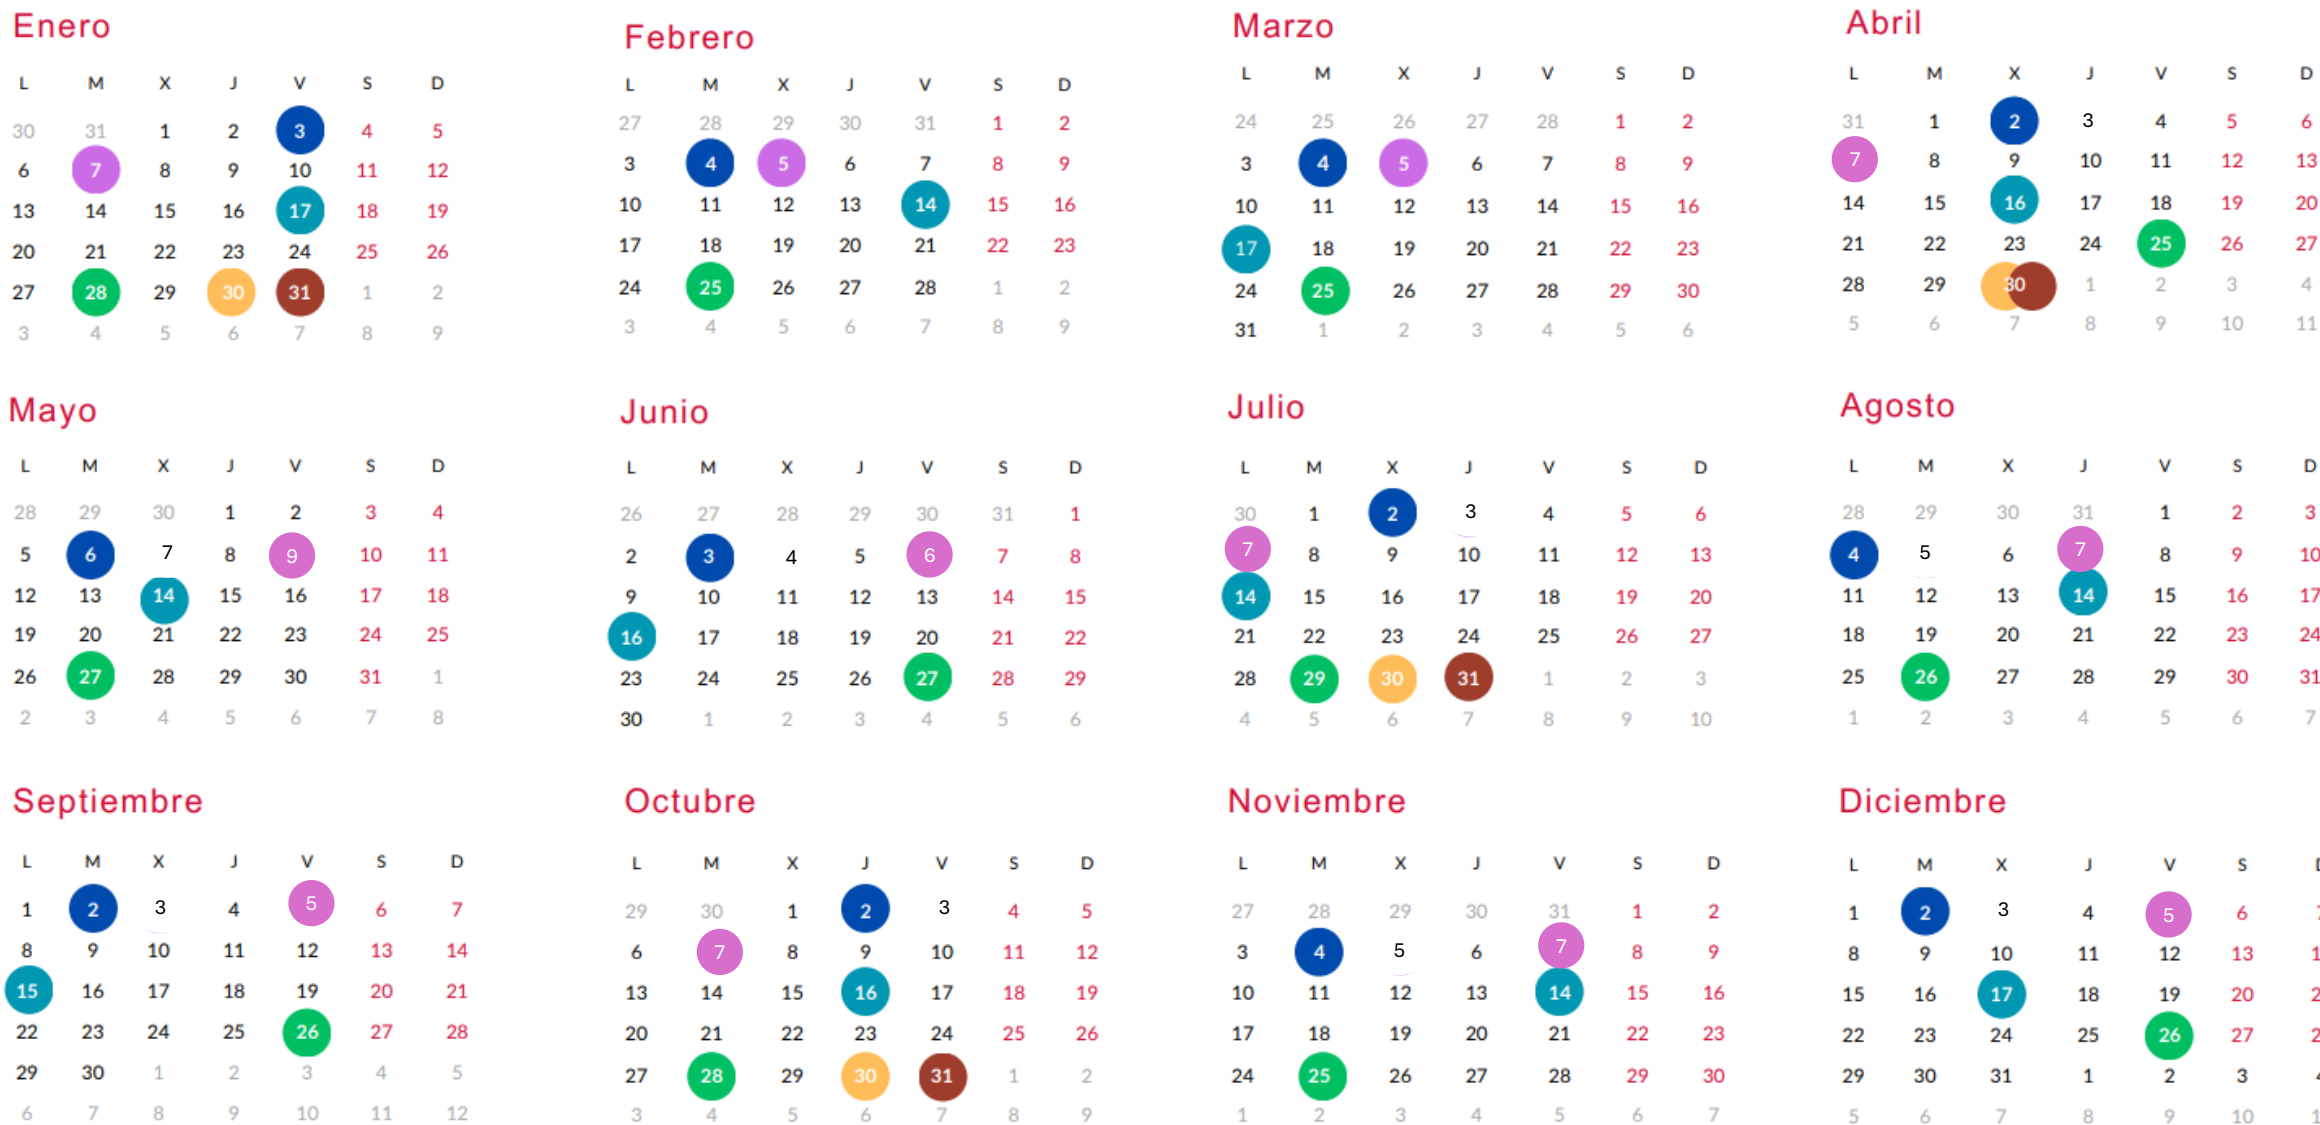 Enero
L M X J V S D
30 31 1 2 3 4 5
6 7 8 9 10 11 12
13 14 15 16 17 18 19
20 21 22 23 24 25 26
27 28 29 30 31 1 2
3 4 5 6 7 8 9
Febrero
L M X J V S D
27 28 29 30 31 1 2
3 4 5 6 7 8 9
10 11 12 13 14 15 16
17 18 19 20 21 22 23
24 25 26 27 28 1 2
3 4 5 6 7 8 9
Marzo
L M X J V S D
24 25 26 27 28 1 2
3 4 5 6 7 8 9
10 11 12 13 14 15 16
17 18 19 20 21 22 23
24 25 26 27 28 29 30
31 1 2 3 4 5 6
Abril
L M X J V S D
31 1 2 3 4 5 6
7 8 9 10 11 12 13
14 15 16 17 18 19 20
21 22 23 24 25 26 27
28 29 30 1 2 3 4
5 6 7 8 9 10 11
Mayo
L M X J V S D
28 29 30 1 2 3 4
5 6 7 8 9 10 11
12 13 14 15 16 17 18
19 20 21 22 23 24 25
26 27 28 29 30 31 1
2 3 4 5 6 7 8
Junio
L M X J V S D
26 27 28 29 30 31 1
2 3 4 5 6 7 8
9 10 11 12 13 14 15
16 17 18 19 20 21 22
23 24 25 26 27 28 29
30 1 2 3 4 5 6
Julio
L M X J V S D
30 1 2 3 4 5 6
7 8 9 10 11 12 13
14 15 16 17 18 19 20
21 22 23 24 25 26 27
28 29 30 31 1 2 3
4 5 6 7 8 9 10
Agosto
L M X J V S D
28 29 30 31 1 2 3
4 5 6 7 8 9 10
11 12 13 14 15 16 17
18 19 20 21 22 23 24
25 26 27 28 29 30 31
1 2 3 4 5 6 7
Septiembre
L M X J V S D
1 2 3 4 5 6 7
8 9 10 11 12 13 14
15 16 17 18 19 20 21
22 23 24 25 26 27 28
29 30 1 2 3 4 5
6 7 8 9 10 11 12
Octubre
L M X J V S D
29 30 1 2 3 4 5
6 7 8 9 10 11 12
13 14 15 16 17 18 19
20 21 22 23 24 25 26
27 28 29 30 31 1 2
3 4 5 6 7 8 9
Noviembre
L M X J V S D
27 28 29 30 31 1 2
3 4 5 6 7 8 9
10 11 12 13 14 15 16
17 18 19 20 21 22 23
24 25 26 27 28 29 30
1 2 3 4 5 6 7
Diciembre
L M X J V S
1 2 3 4 5 6
8 9 10 11 12 13
15 16 17 18 19 20
22 23 24 25 26 27
29 30 31 1 2 3
5 6 7 8 9 10